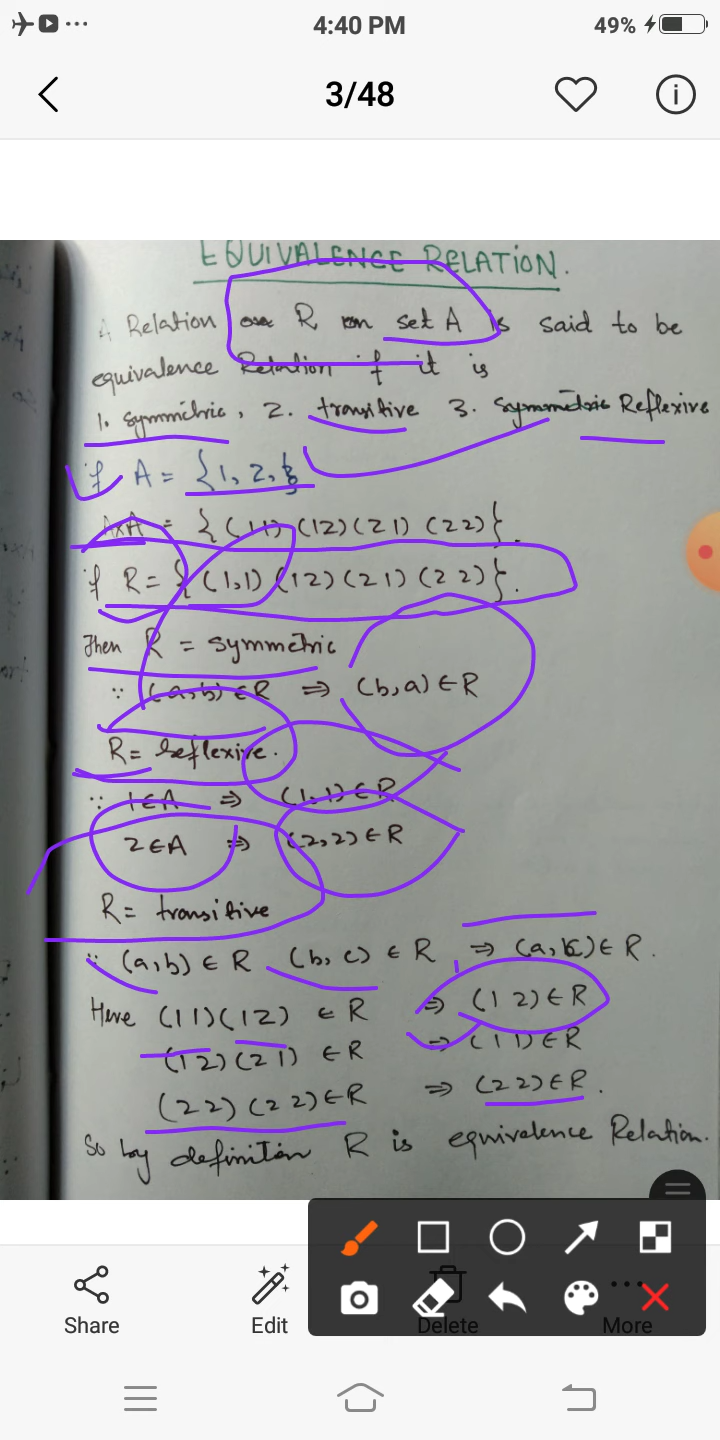 4:40 PM
49%
3/48
EQUIVALENCE RELATION.
A Relation R on set A is said to be
equivalence Relation if it is
1. symmetric, 2. transitive 3. Symmetric Reflexive
if A = {1, 2, }
AxA = {(11) (12) (21) (22)}.
if R = {(1,1) (12) (21) (22)}.
Then R = symmetric
∵ (a,b) ∈ R ⇒ (b,a) ∈ R
R = Reflexive.
∵ 1 ∈ A ⇒ (1,1) ∈ R
2 ∈ A ⇒ (2,2) ∈ R
R = transitive
∵ (a,b) ∈ R (b,c) ∈ R ⇒ (a,c) ∈ R.
Here (11)(12) ∈ R ⇒ (12) ∈ R
(12)(21) ∈ R ⇒ (11) ∈ R
(22)(22) ∈ R ⇒ (22) ∈ R.
So by definition R is equivalence Relation.
Share Edit Delete More